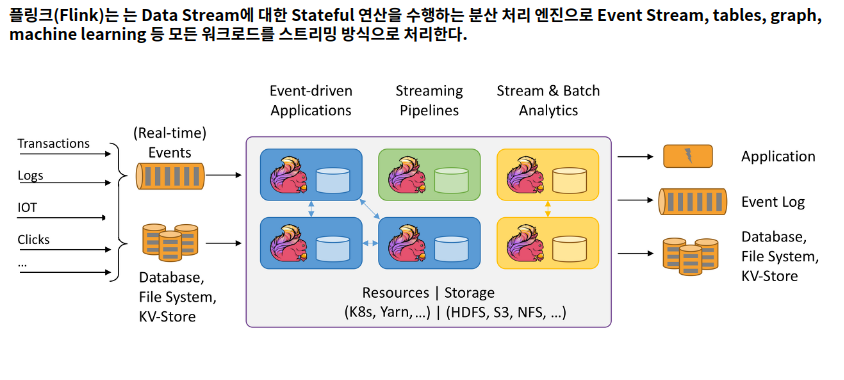 플링크(Flink)는 는 Data Stream에 대한 Stateful 연산을 수행하는 분산 처리 엔진으로 Event Stream, tables, graph,
machine learning 등 모든 워크로드를 스트리밍 방식으로 처리한다.
Event-driven
Applications
Streaming
Pipelines
Stream & Batch
Analytics
Transactions
Logs
IOT
Clicks
...
(Real-time)
Events
Database,
File System,
KV-Store
Resources | Storage
(K8s, Yarn,...) | (HDFS, S3, NFS, ...)
Application
Event Log
Database,
File System,
KV-Store